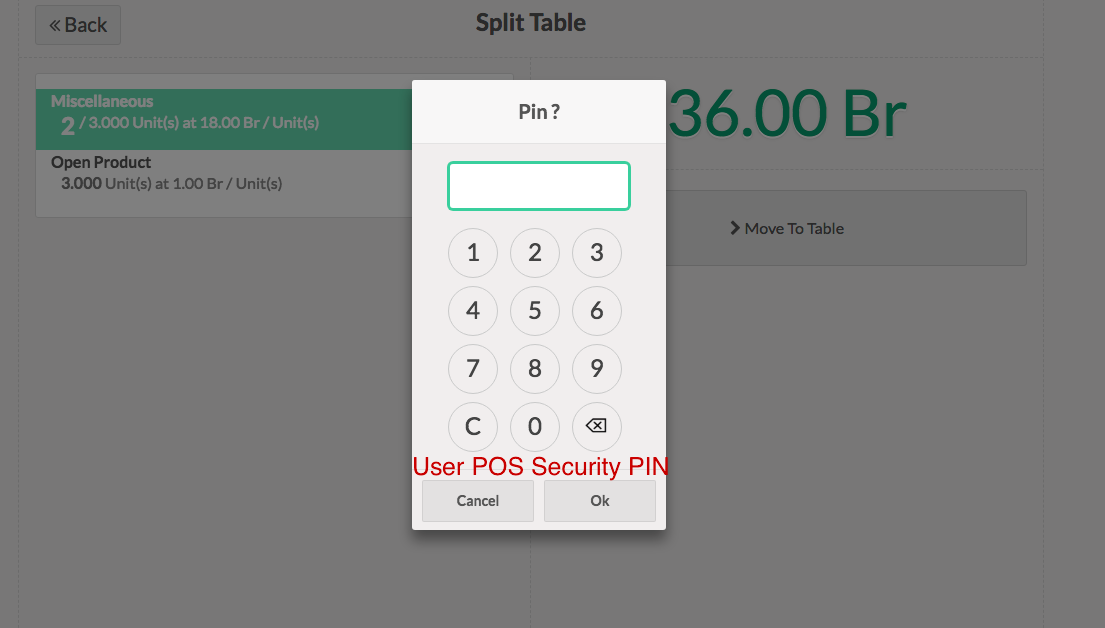 Back
Split Table
Miscellaneous
2 / 3.000 Unit(s) at 18.00 Br / Unit(s)
Open Product
3.000 Unit(s) at 1.00 Br / Unit(s)
36.00 Br
Move To Table
Pin ?
1 2 3
4 5 6
7 8 9
C 0
User POS Security PIN
Cancel Ok